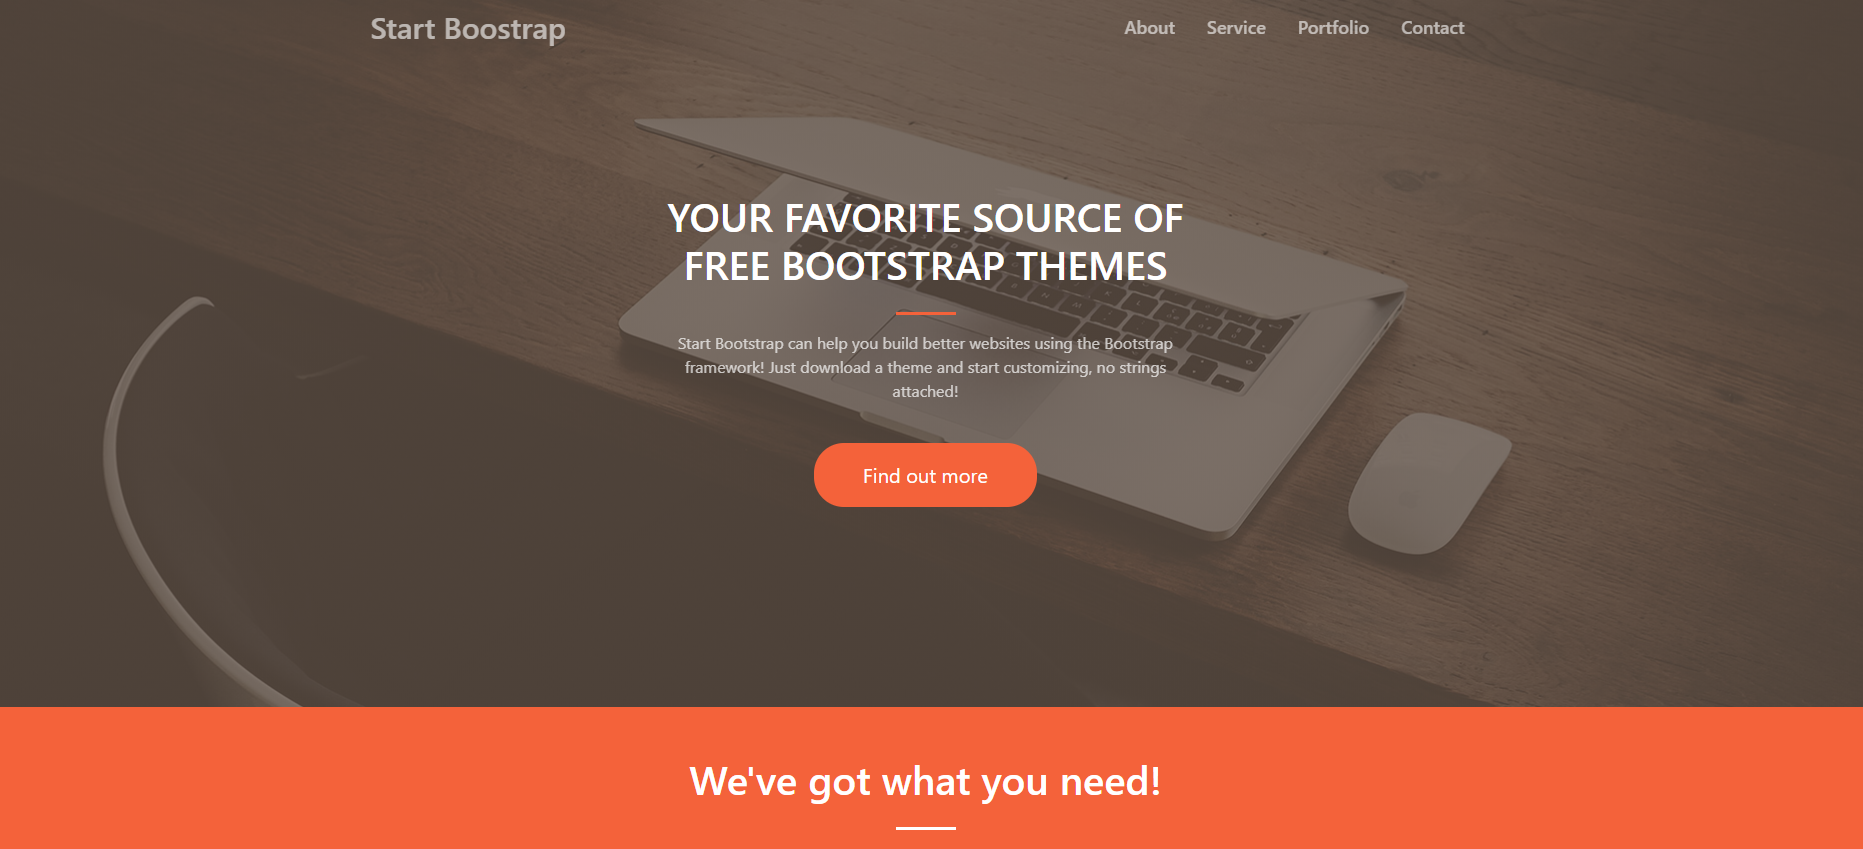 Start Boostrap
About Service Portfolio Contact
YOUR FAVORITE SOURCE OF
FREE BOOTSTRAP THEMES
Start Bootstrap can help you build better websites using the Bootstrap
framework! Just download a theme and start customizing, no strings
attached!
Find out more
We've got what you need!